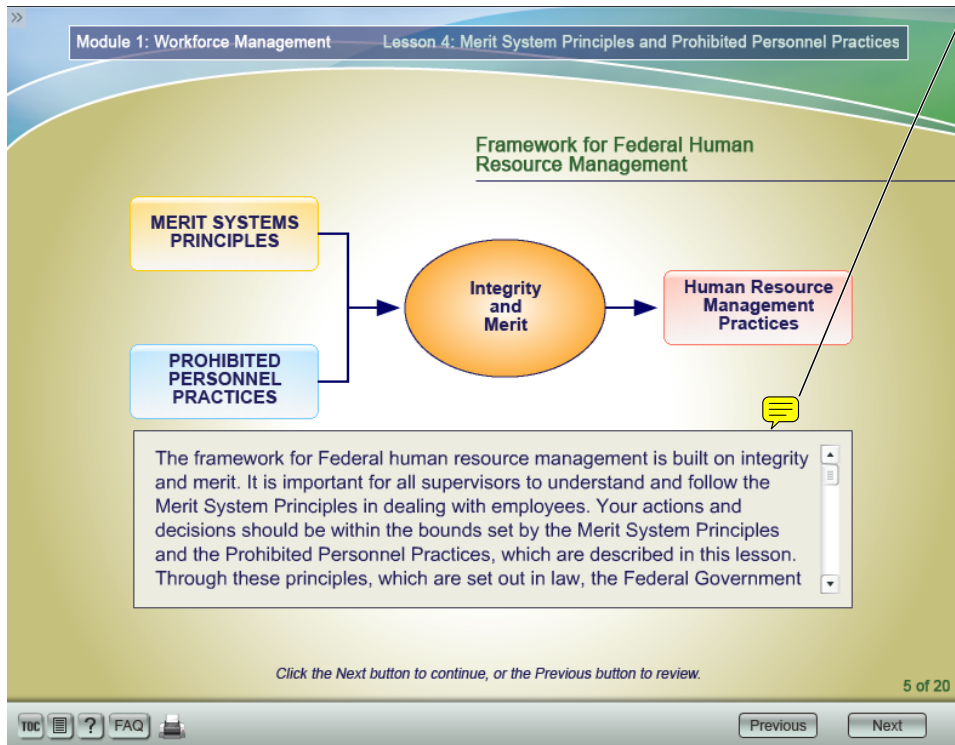 »
Module 1: Workforce Management Lesson 4: Merit System Principles and Prohibited Personnel Practices
Framework for Federal Human
Resource Management
MERIT SYSTEMS
PRINCIPLES
Integrity
and
Merit
Human Resource
Management
Practices
PROHIBITED
PERSONNEL
PRACTICES
The framework for Federal human resource management is built on integrity
and merit. It is important for all supervisors to understand and follow the
Merit System Principles in dealing with employees. Your actions and
decisions should be within the bounds set by the Merit System Principles
and the Prohibited Personnel Practices, which are described in this lesson.
Through these principles, which are set out in law, the Federal Government
Click the Next button to continue, or the Previous button to review.
5 of 20
TOC ? FAQ Previous Next